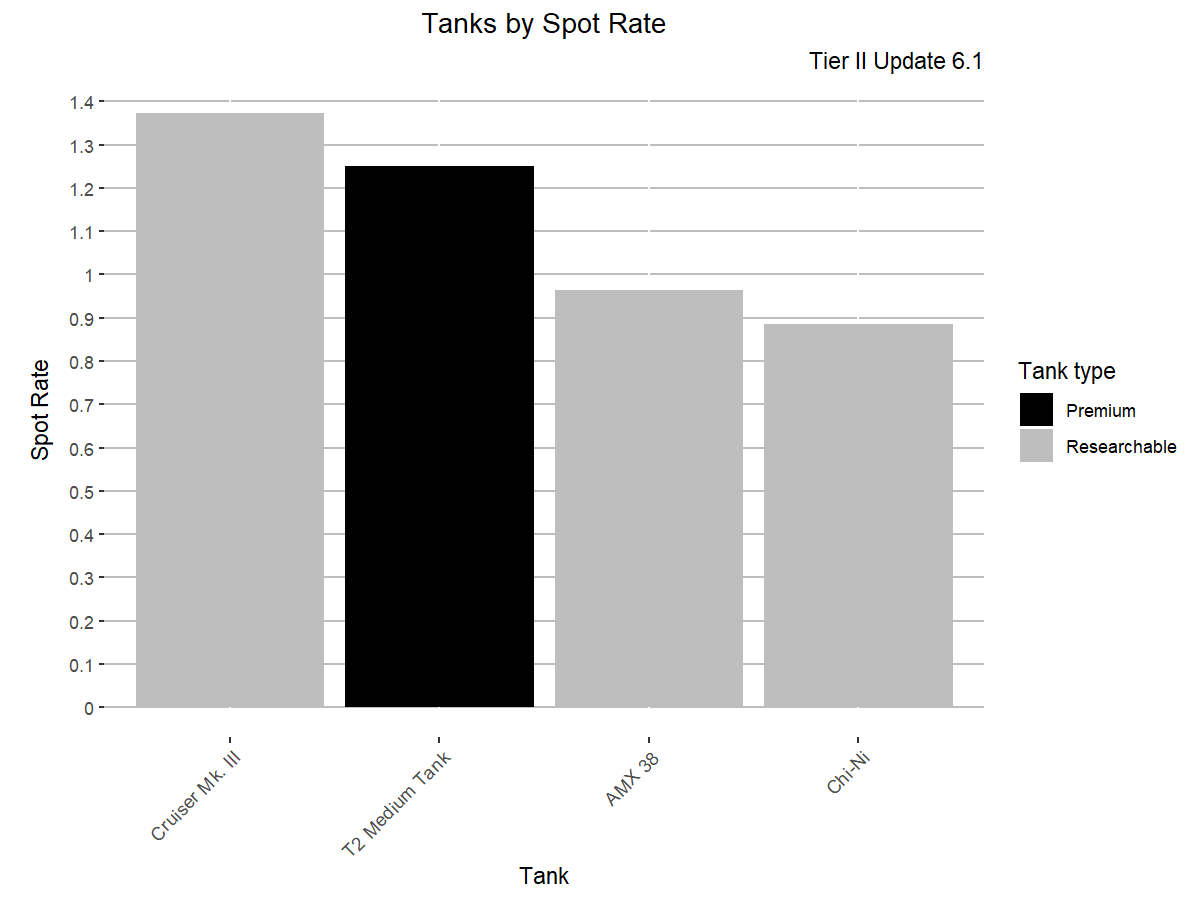 Tanks by Spot Rate
Tier II Update 6.1
1.4
1.3
1.2
1.1
1
0.9
0.8
0.7
0.6
0.5
0.4
0.3
0.2
0.1
0
Spot Rate
Cruiser Mk. III
T2 Medium Tank
AMX 38
Chi-Ni
Tank
Tank type
Premium
Researchable